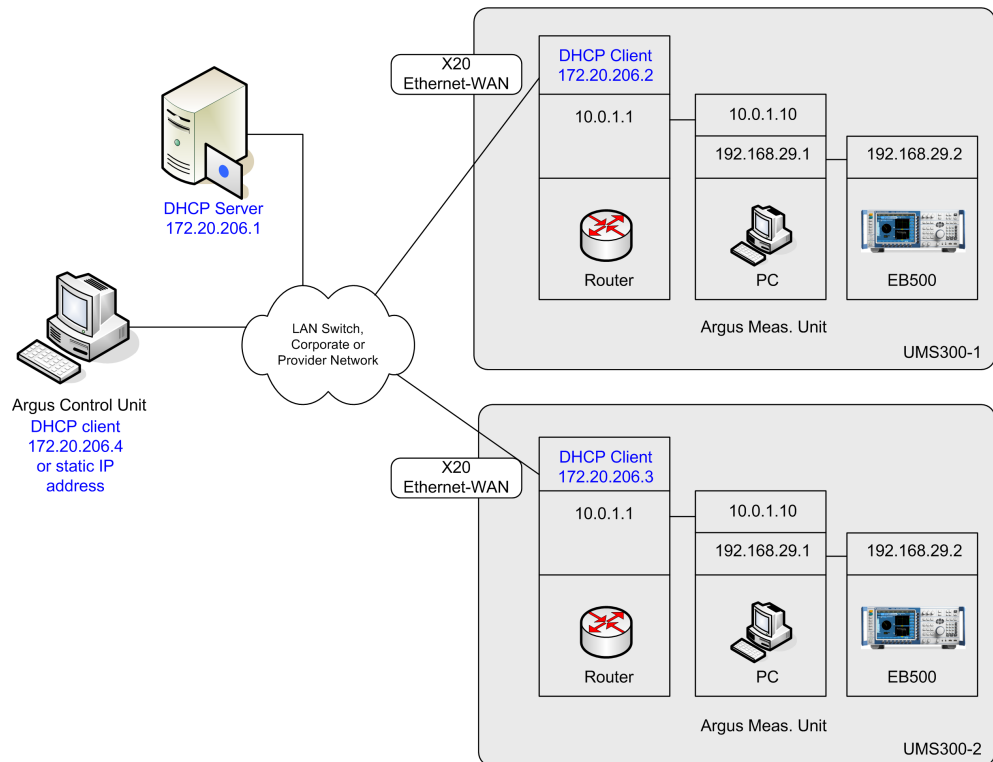 X20
Ethernet-WAN
DHCP Client
172.20.206.2
10.0.1.1
10.0.1.10
192.168.29.1
192.168.29.2
Router
PC
EB500
Argus Meas. Unit
UMS300-1
DHCP Server
172.20.206.1
LAN Switch,
Corporate or
Provider Network
Argus Control Unit
DHCP client
172.20.206.4
or static IP
address
X20
Ethernet-WAN
DHCP Client
172.20.206.3
10.0.1.1
10.0.1.10
192.168.29.1
192.168.29.2
Router
PC
EB500
Argus Meas. Unit
UMS300-2